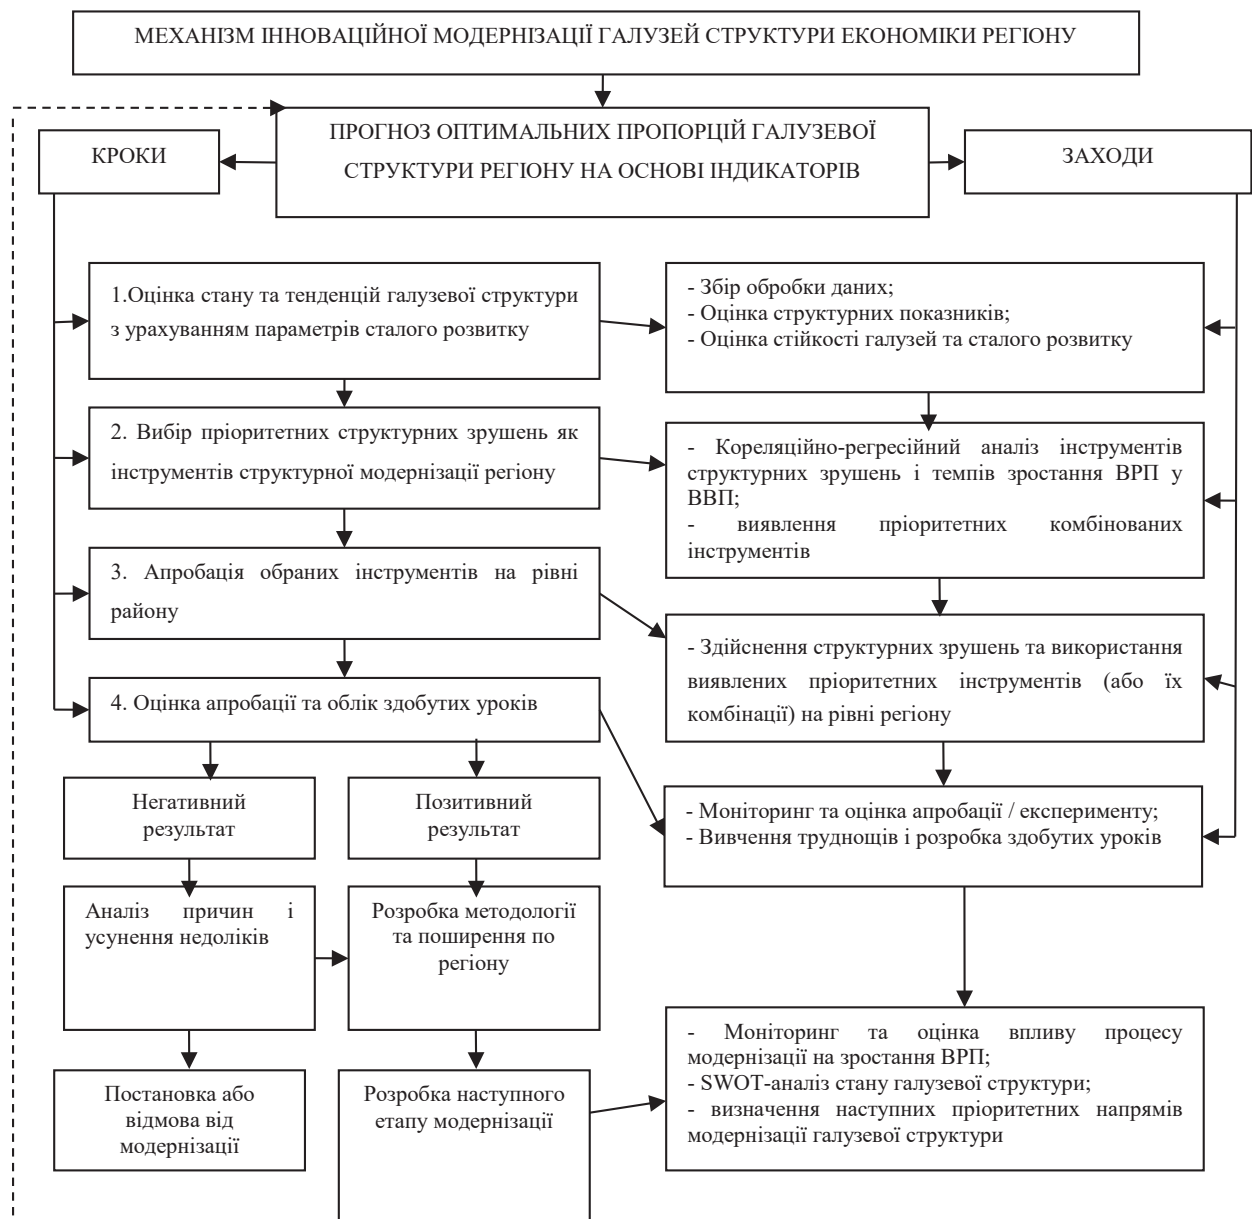 МЕХАНІЗМ ІННОВАЦІЙНОЇ МОДЕРНІЗАЦІЇ ГАЛУЗЕЙ СТРУКТУРИ ЕКОНОМІКИ РЕГІОНУ
ПРОГНОЗ ОПТИМАЛЬНИХ ПРОПОРЦІЙ ГАЛУЗЕВОЇ
СТРУКТУРИ РЕГІОНУ НА ОСНОВІ ІНДИКАТОРІВ
КРОКИ
ЗАХОДИ
1.Оцінка стану та тенденцій галузевої структури
з урахуванням параметрів сталого розвитку
- Збір обробки даних;
- Оцінка структурних показників;
- Оцінка стійкості галузей та сталого розвитку
2. Вибір пріоритетних структурних зрушень як
інструментів структурної модернізації регіону
- Кореляційно-регресійний аналіз інструментів
структурних зрушень і темпів зростання ВРП у
ВВП;
- виявлення пріоритетних комбінованих
інструментів
3. Апробація обраних інструментів на рівні
району
- Здійснення структурних зрушень та використання
виявлених пріоритетних інструментів (або їх
комбінації) на рівні регіону
4. Оцінка апробації та облік здобутих уроків
Негативний
результат
Позитивний
результат
- Моніторинг та оцінка апробації / експерименту;
- Вивчення труднощів і розробка здобутих уроків
Аналіз причин і
усунення недоліків
Розробка методології
та поширення по
регіону
Постановка або
відмова від
модернізації
Розробка наступного
етапу модернізації
- Моніторинг та оцінка впливу процесу
модернізації на зростання ВРП;
- SWOT-аналіз стану галузевої структури;
- визначення наступних пріоритетних напрямів
модернізації галузевої структури